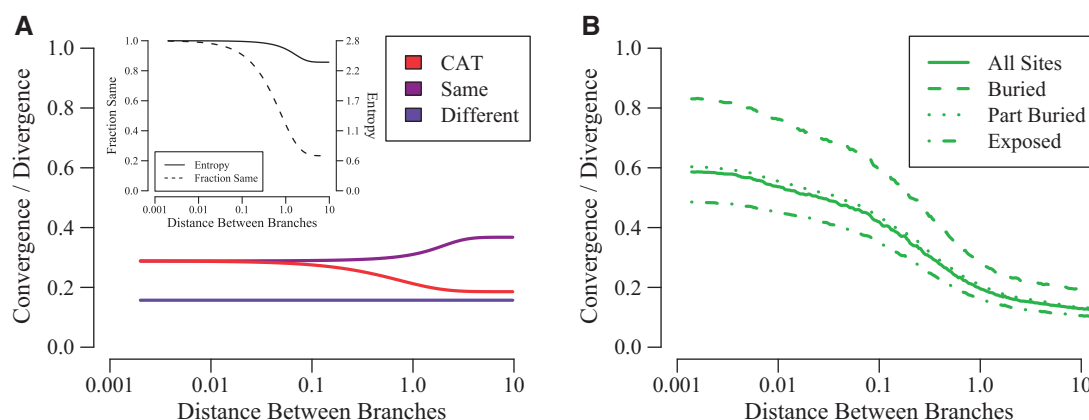 A
Convergence / Divergence
1.0
0.8
0.6
0.4
0.2
0.0
0.001
0.01
0.1
1.0
10
Distance Between Branches
Fraction Same
1.0
0.8
0.6
0.4
0.2
0.0
Entropy
2.8
2.2
1.7
1.1
0.6
0.0
Entropy
Fraction Same
0.001
0.01
0.1
1.0
10
Distance Between Branches
CAT
Same
Different
B
Convergence / Divergence
1.0
0.8
0.6
0.4
0.2
0.0
0.001
0.01
0.1
1.0
10
Distance Between Branches
All Sites
Buried
Part Buried
Exposed